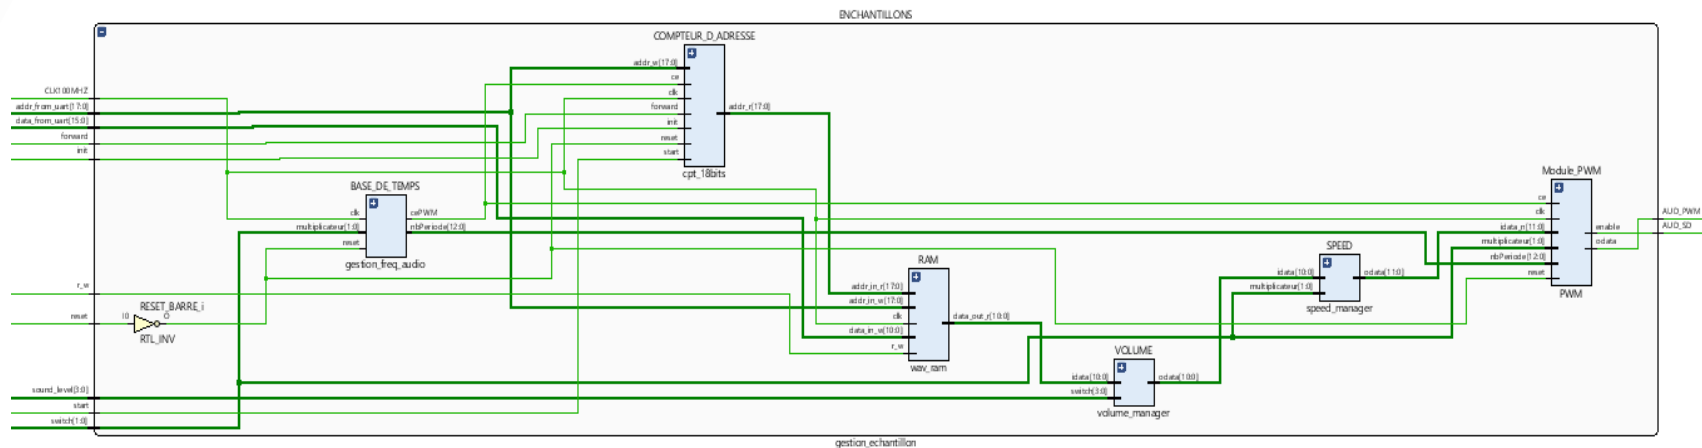 ENCHANTILLONS
COMPTEUR_D_ADRESSE
addr_w[17:0]
ce
clk
forward
init
reset
start
addr_r[17:0]
cpt_18bits
CLK100MHZ
addr_from_uart[17:0]
data_from_uart[15:0]
forward
init
BASE_DE_TEMPS
clk
multiplicateur[1:0]
reset
cePWM
nbPeriode[12:0]
gestion_freq_audio
Module_PWM
ce
clk
idata_n[11:0]
multiplicateur[1:0]
nbPeriode[12:0]
reset
enable
odata
PWM
AUD_PWM
AUD_SD
SPEED
idata[10:0]
multiplicateur[1:0]
odata[11:0]
speed_manager
RAM
addr_in_r[17:0]
addr_in_w[17:0]
clk
data_in_w[10:0]
r_w
data_out_r[10:0]
wav_ram
r_w
reset
RESET_BARRE_i
I0
O
RTL_INV
VOLUME
idata[10:0]
switch[3:0]
odata[10:0]
volume_manager
sound_level[3:0]
start
switch[1:0]
gestion_echantillon